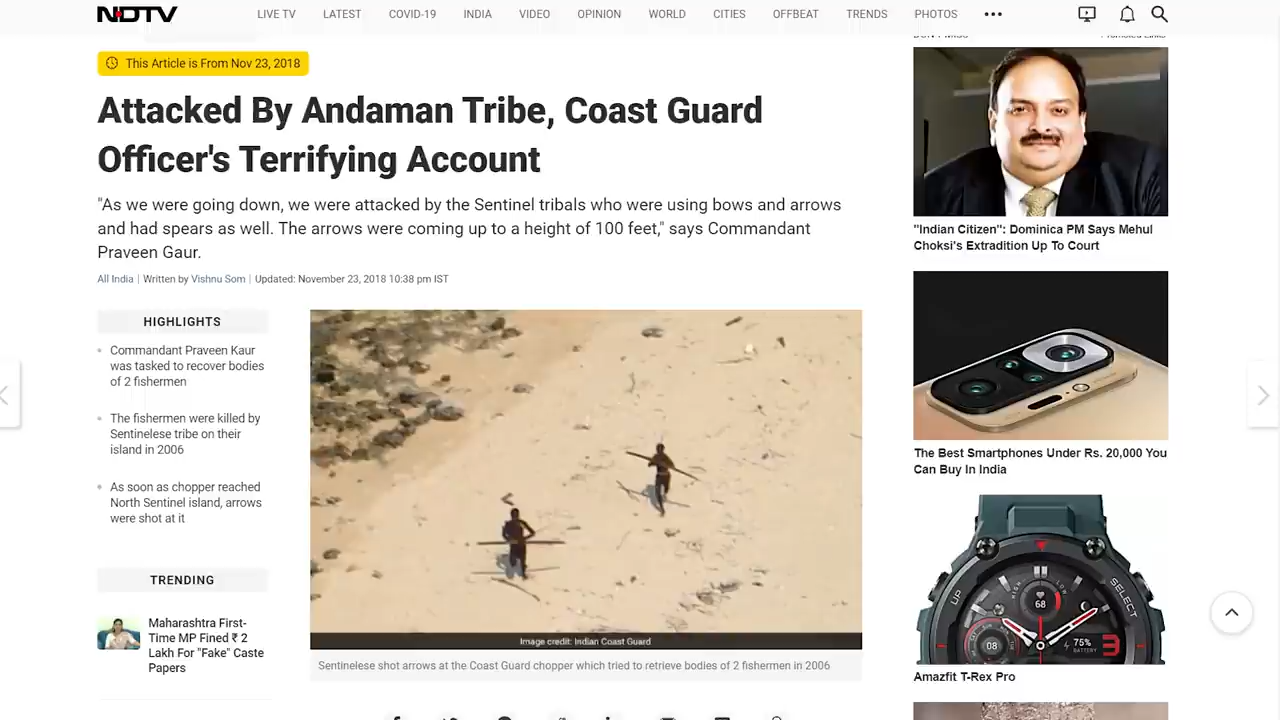 NDTV
LIVE TV LATEST COVID-19 INDIA VIDEO OPINION WORLD CITIES OFFBEAT TRENDS PHOTOS
This Article is From Nov 23, 2018
Attacked By Andaman Tribe, Coast Guard
Officer's Terrifying Account
"As we were going down, we were attacked by the Sentinel tribals who were using bows and arrows
and had spears as well. The arrows were coming up to a height of 100 feet," says Commandant
Praveen Gaur.
All India | Written by Vishnu Som | Updated: November 23, 2018 10:38 pm IST
HIGHLIGHTS
Commandant Praveen Kaur
was tasked to recover bodies
of 2 fishermen
The fishermen were killed by
Sentinelese tribe on their
island in 2006
As soon as chopper reached
North Sentinel island, arrows
were shot at it
TRENDING
Maharashtra First-
Time MP Fined ₹ 2
Lakh For "Fake" Caste
Papers
Image credit: Indian Coast Guard
Sentinelese shot arrows at the Coast Guard chopper which tried to retrieve bodies of 2 fishermen in 2006
"Indian Citizen": Dominica PM Says Mehul
Choksi's Extradition Up To Court
The Best Smartphones Under Rs. 20,000 You
Can Buy In India
UP
HIGH
LOW
SELECT
68
08
75%
BATTERY
Amazfit T-Rex Pro